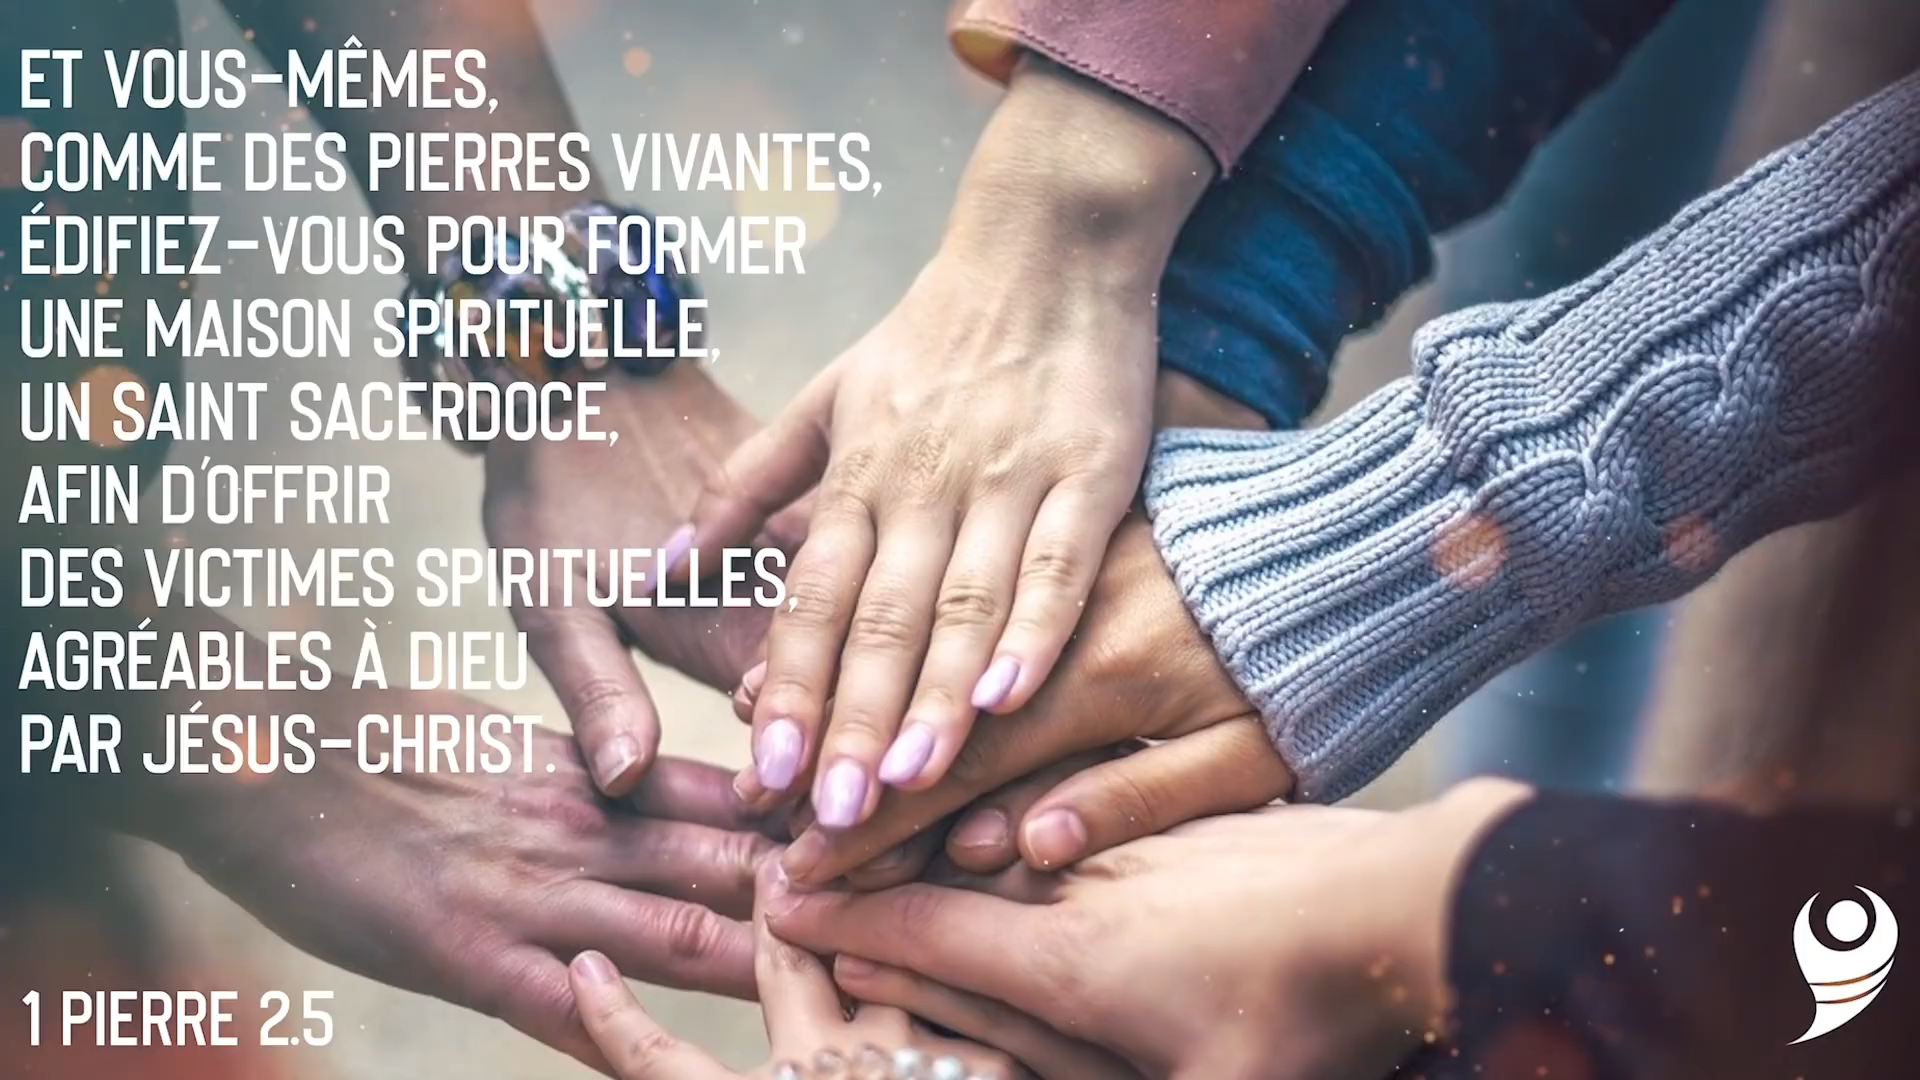 ET VOUS-MÊMES,
COMME DES PIERRES VIVANTES,
ÉDIFIEZ-VOUS POUR FORMER
UNE MAISON SPIRITUELLE,
UN SAINT SACERDOCE,
AFIN D'OFFRIR
DES VICTIMES SPIRITUELLES,
AGRÉABLES À DIEU
PAR JÉSUS-CHRIST.
1 PIERRE 2.5